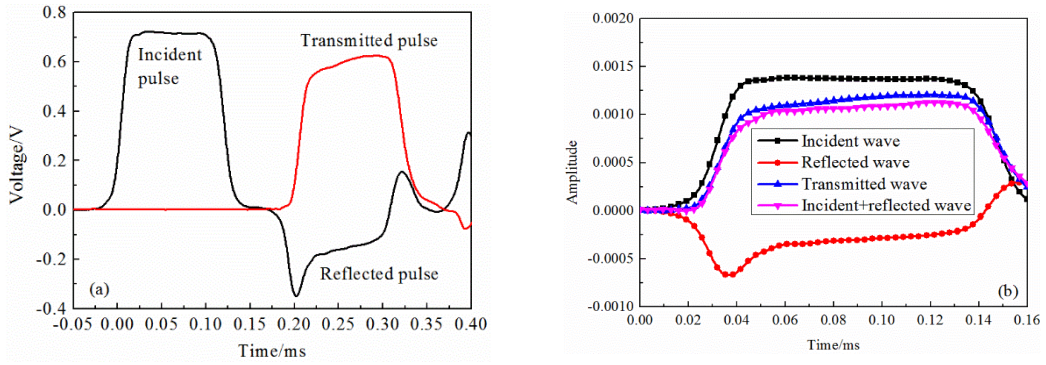 0.8
0.6
0.4
0.2
0.0
-0.2
-0.4
Voltage/V
(a)
Incident
pulse
Transmitted pulse
Reflected pulse
-0.05 0.00 0.05 0.10 0.15 0.20 0.25 0.30 0.35 0.40
Time/ms
0.0020
0.0015
0.0010
0.0005
0.0000
-0.0005
-0.0010
Amplitude
Incident wave
Reflected wave
Transmitted wave
Incident+reflected wave
(b)
0.00 0.02 0.04 0.06 0.08 0.10 0.12 0.14 0.16
Time/ms